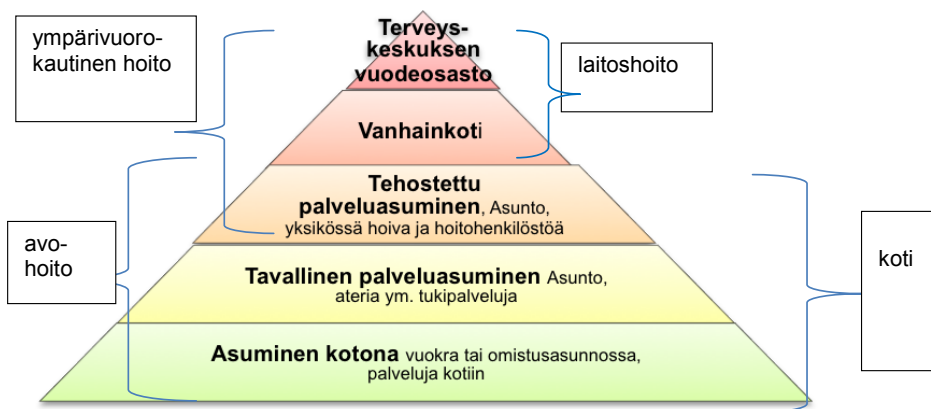 ympärivuoro-
kautinen hoito
Terveys-
keskuksen
vuodeosasto
laitoshoito
Vanhainkoti
Tehostettu
palveluasuminen, Asunto,
yksikössä hoiva ja hoitohenkilöstöä
avo-
hoito
koti
Tavallinen palveluasuminen Asunto,
ateria ym. tukipalveluja
Asuminen kotona vuokra tai omistusasunnossa,
palveluja kotiin